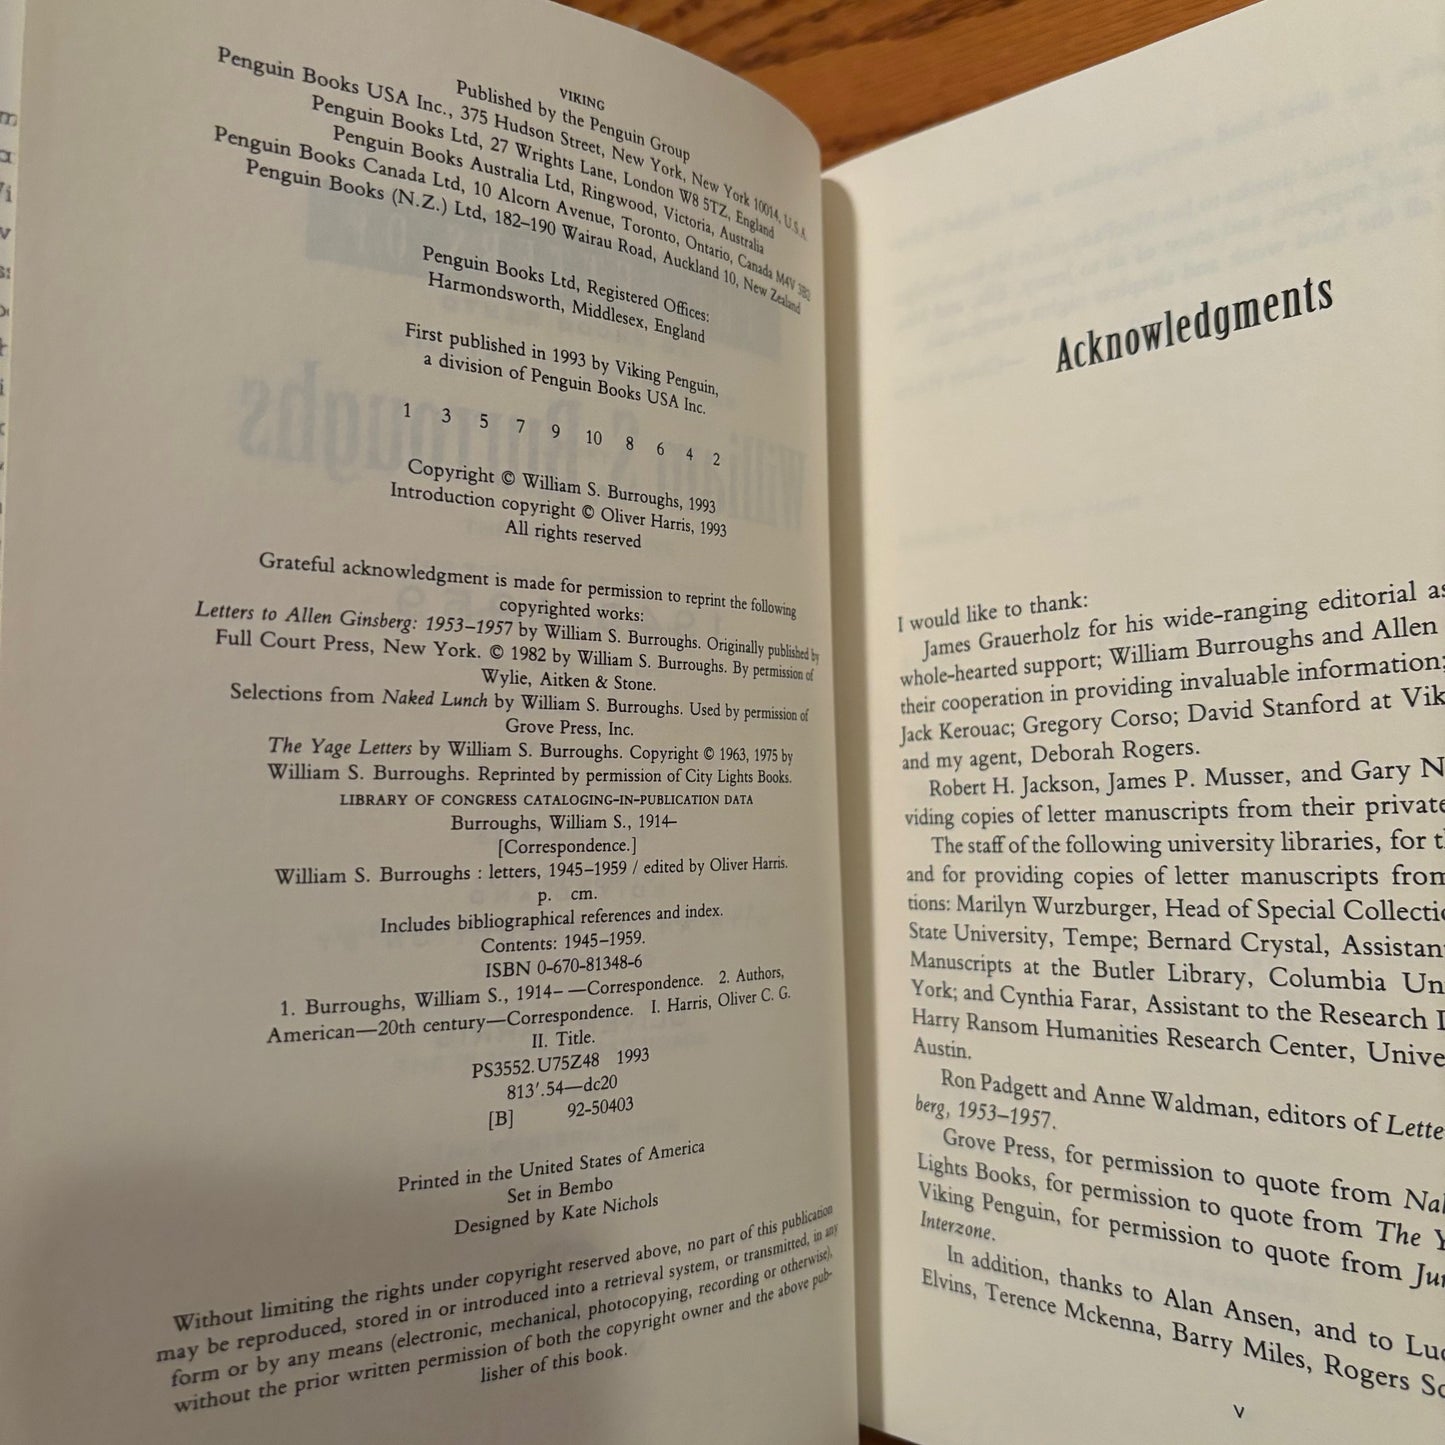 VIKING
Published by the Penguin Group
Penguin Books USA Inc., 375 Hudson Street, New York, New York 10014, U.S.A.
Penguin Books Ltd, 27 Wrights Lane, London W8 5TZ, England
Penguin Books Australia Ltd, Ringwood, Victoria, Australia
Penguin Books Canada Ltd, 10 Alcorn Avenue, Toronto, Ontario, Canada M4V 3B2
Penguin Books (N.Z.) Ltd, 182–190 Wairau Road, Auckland 10, New Zealand
Penguin Books Ltd, Registered Offices:
Harmondsworth, Middlesex, England
First published in 1993 by Viking Penguin,
a division of Penguin Books USA Inc.
1 3 5 7 9 10 8 6 4 2
Copyright © William S. Burroughs, 1993
Introduction copyright © Oliver Harris, 1993
All rights reserved
Grateful acknowledgment is made for permission to reprint the following
copyrighted works:
Letters to Allen Ginsberg: 1953–1957 by William S. Burroughs. Originally published by
Full Court Press, New York. © 1982 by William S. Burroughs. By permission of
Wylie, Aitken & Stone.
Selections from Naked Lunch by William S. Burroughs. Used by permission of
Grove Press, Inc.
The Yage Letters by William S. Burroughs. Copyright © 1963, 1975 by
William S. Burroughs. Reprinted by permission of City Lights Books.
LIBRARY OF CONGRESS CATALOGING-IN-PUBLICATION DATA
Burroughs, William S., 1914–
[Correspondence.]
William S. Burroughs : letters, 1945–1959 / edited by Oliver Harris.
p. cm.
Includes bibliographical references and index.
Contents: 1945–1959.
ISBN 0-670-81348-6
1. Burroughs, William S., 1914– —Correspondence. 2. Authors,
American—20th century—Correspondence. I. Harris, Oliver C. G.
II. Title.
PS3552.U75Z48 1993
813′.54—dc20
[B] 92-50403
Printed in the United States of America
Set in Bembo
Designed by Kate Nichols
Without limiting the rights under copyright reserved above, no part of this publication
may be reproduced, stored in or introduced into a retrieval system, or transmitted, in any
form or by any means (electronic, mechanical, photocopying, recording or otherwise),
without the prior written permission of both the copyright owner and the above pub-
lisher of this book.
Acknowledgments
I would like to thank:
James Grauerholz for his wide-ranging editorial as
whole-hearted support; William Burroughs and Allen
their cooperation in providing invaluable information;
Jack Kerouac; Gregory Corso; David Stanford at Vik
and my agent, Deborah Rogers.
Robert H. Jackson, James P. Musser, and Gary N
viding copies of letter manuscripts from their private
The staff of the following university libraries, for th
and for providing copies of letter manuscripts from
tions: Marilyn Wurzburger, Head of Special Collectio
State University, Tempe; Bernard Crystal, Assistan
Manuscripts at the Butler Library, Columbia Un
York; and Cynthia Farar, Assistant to the Research
Harry Ransom Humanities Research Center, Unive
Austin.
Ron Padgett and Anne Waldman, editors of Lette
berg, 1953–1957.
Grove Press, for permission to quote from Nak
Lights Books, for permission to quote from The Y
Viking Penguin, for permission to quote from Jun
Interzone.
In addition, thanks to Alan Ansen, and to Luc
Elvins, Terence Mckenna, Barry Miles, Rogers Sc
v